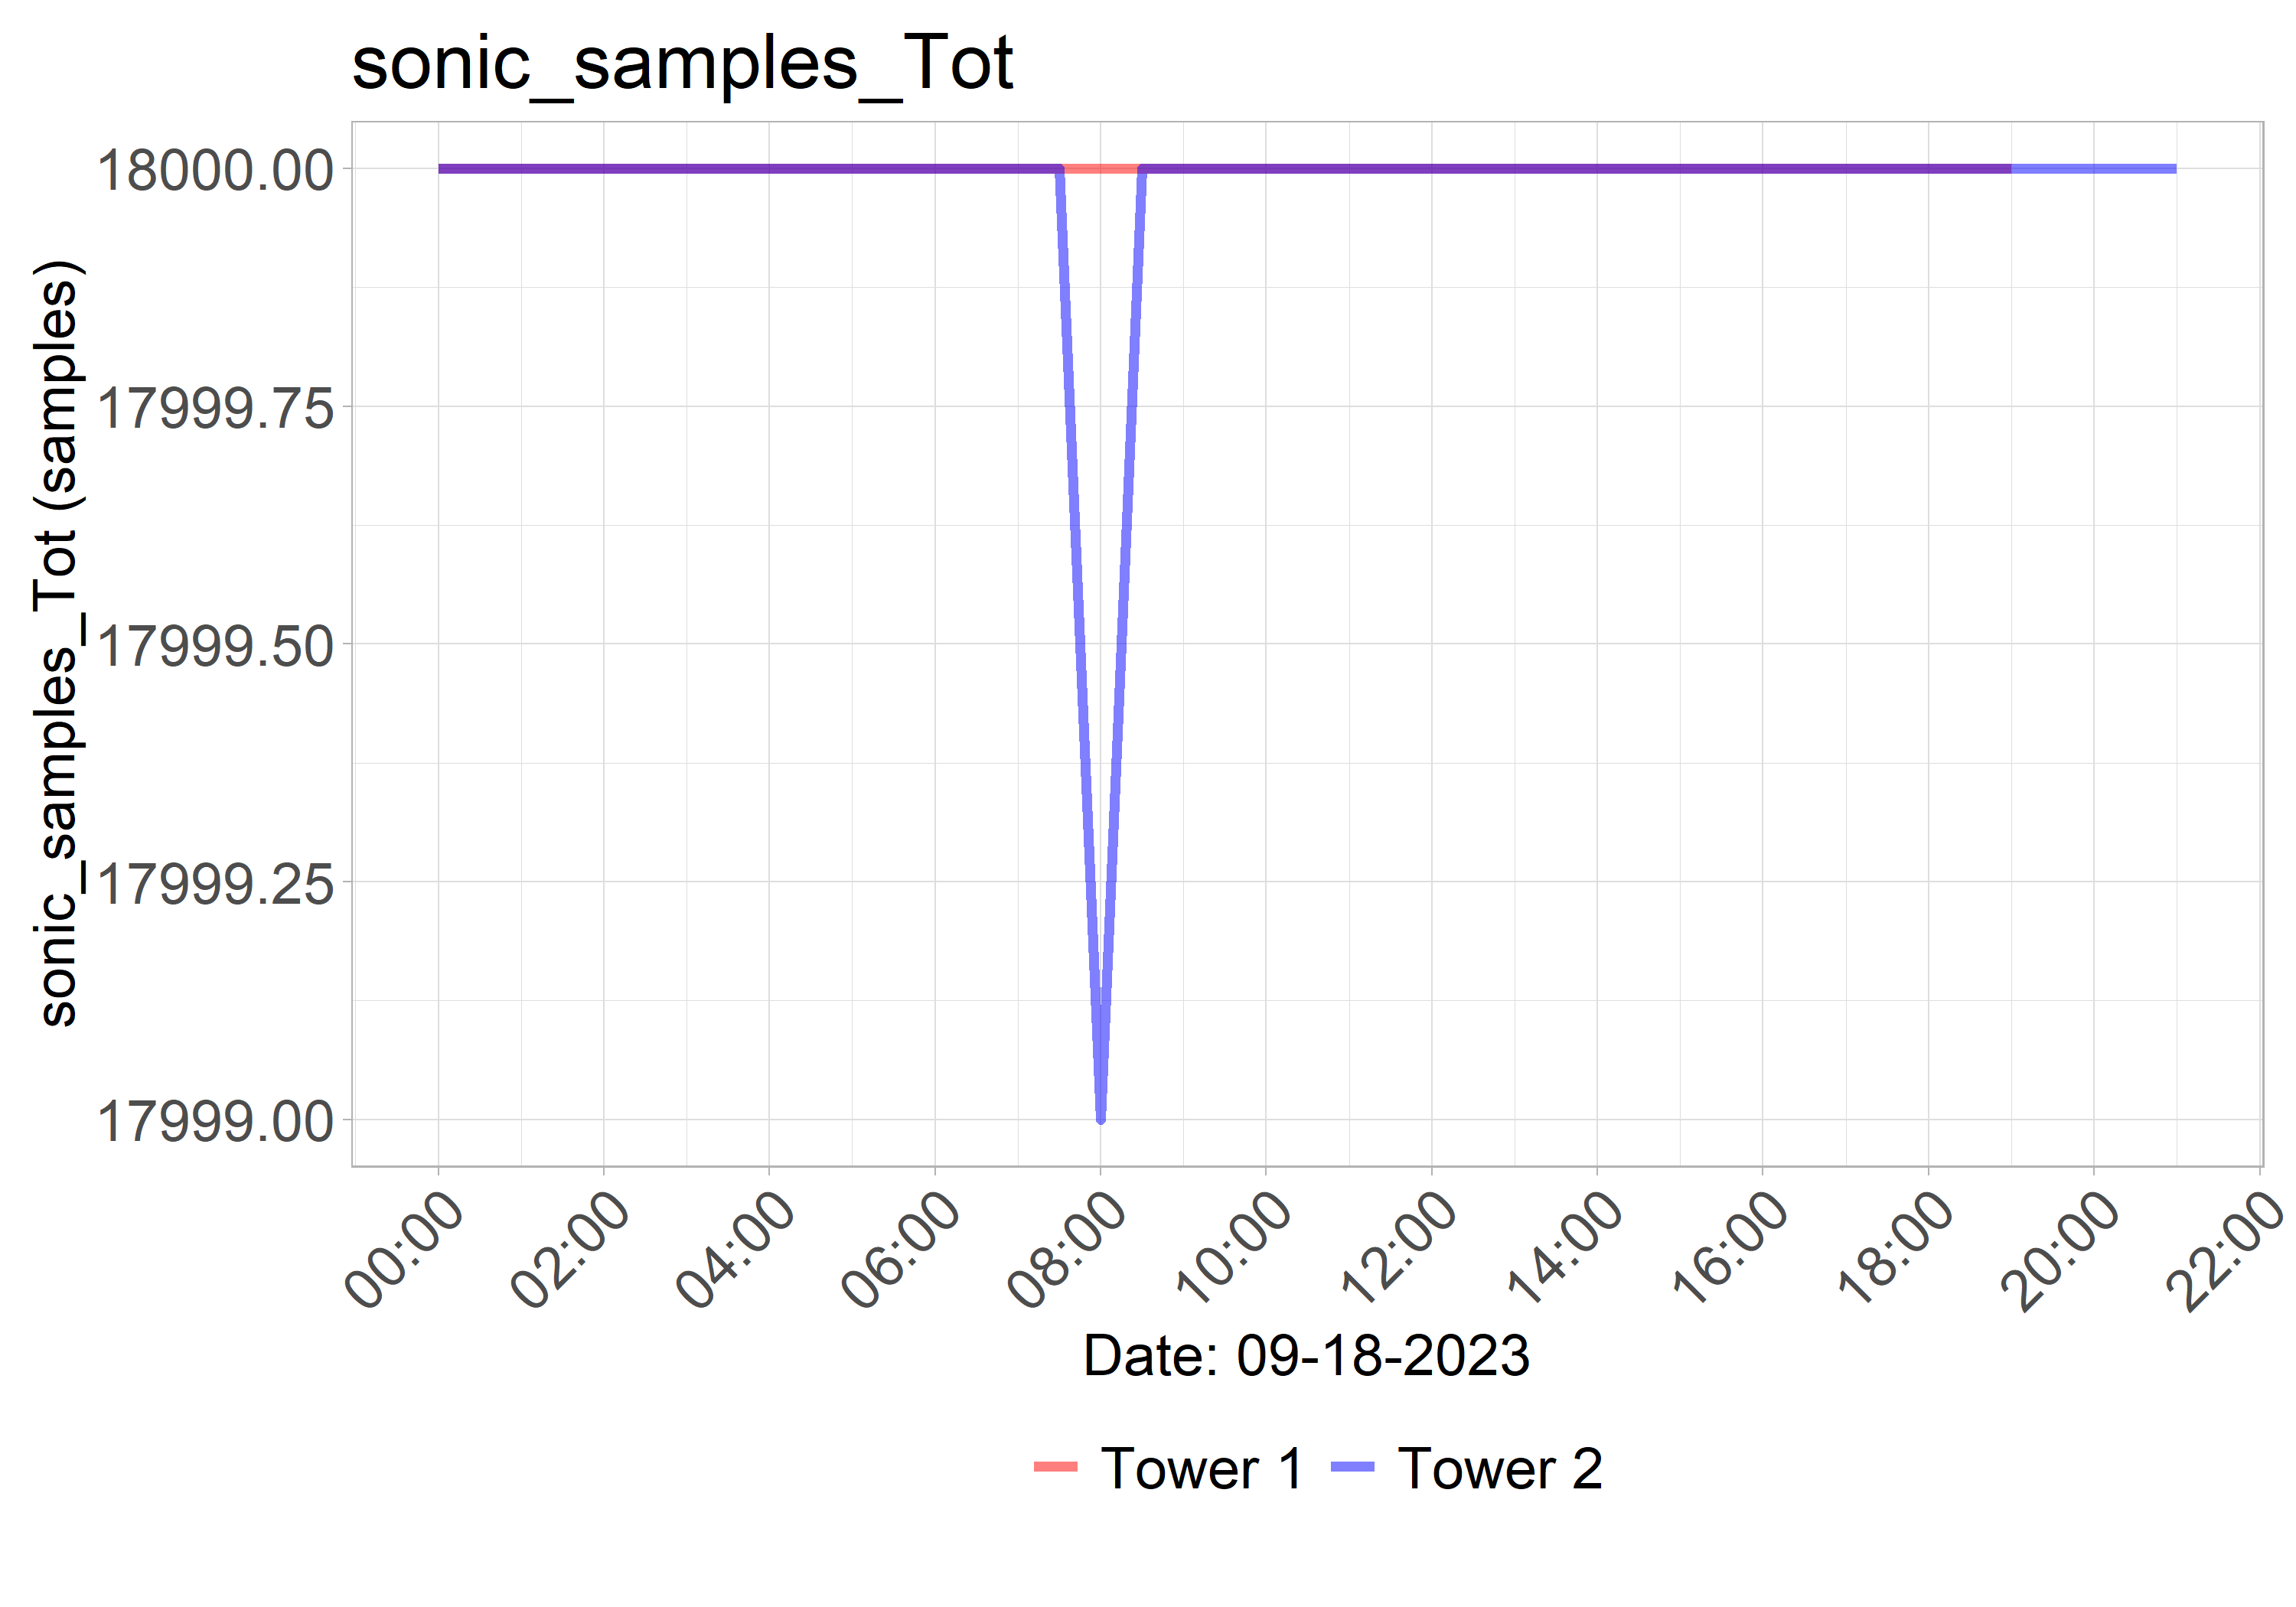 sonic_samples_Tot
sonic_samples_Tot (samples)
18000.00
17999.75
17999.50
17999.25
17999.00
00:00 02:00 04:00 06:00 08:00 10:00 12:00 14:00 16:00 18:00 20:00 22:00
Date: 09-18-2023
Tower 1 Tower 2